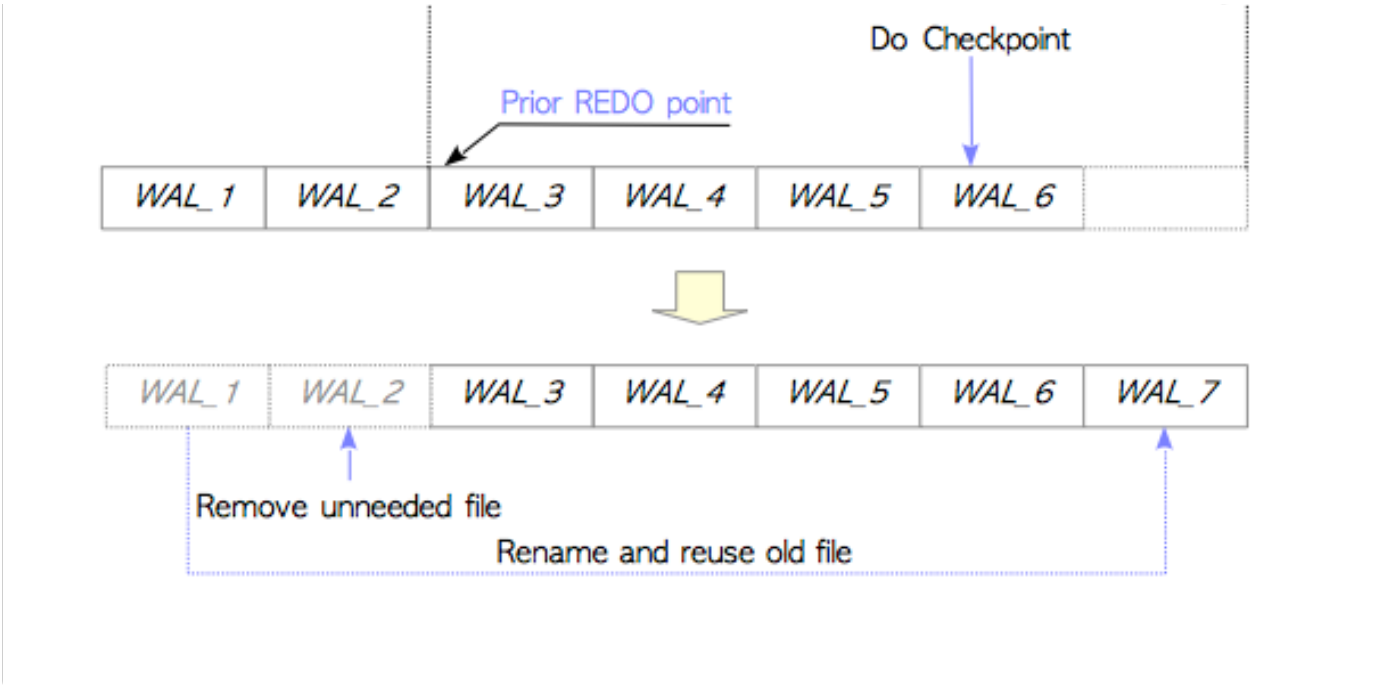 Do Checkpoint
Prior REDO point
WAL_1 WAL_2 WAL_3 WAL_4 WAL_5 WAL_6
WAL_1 WAL_2 WAL_3 WAL_4 WAL_5 WAL_6 WAL_7
Remove unneeded file
Rename and reuse old file